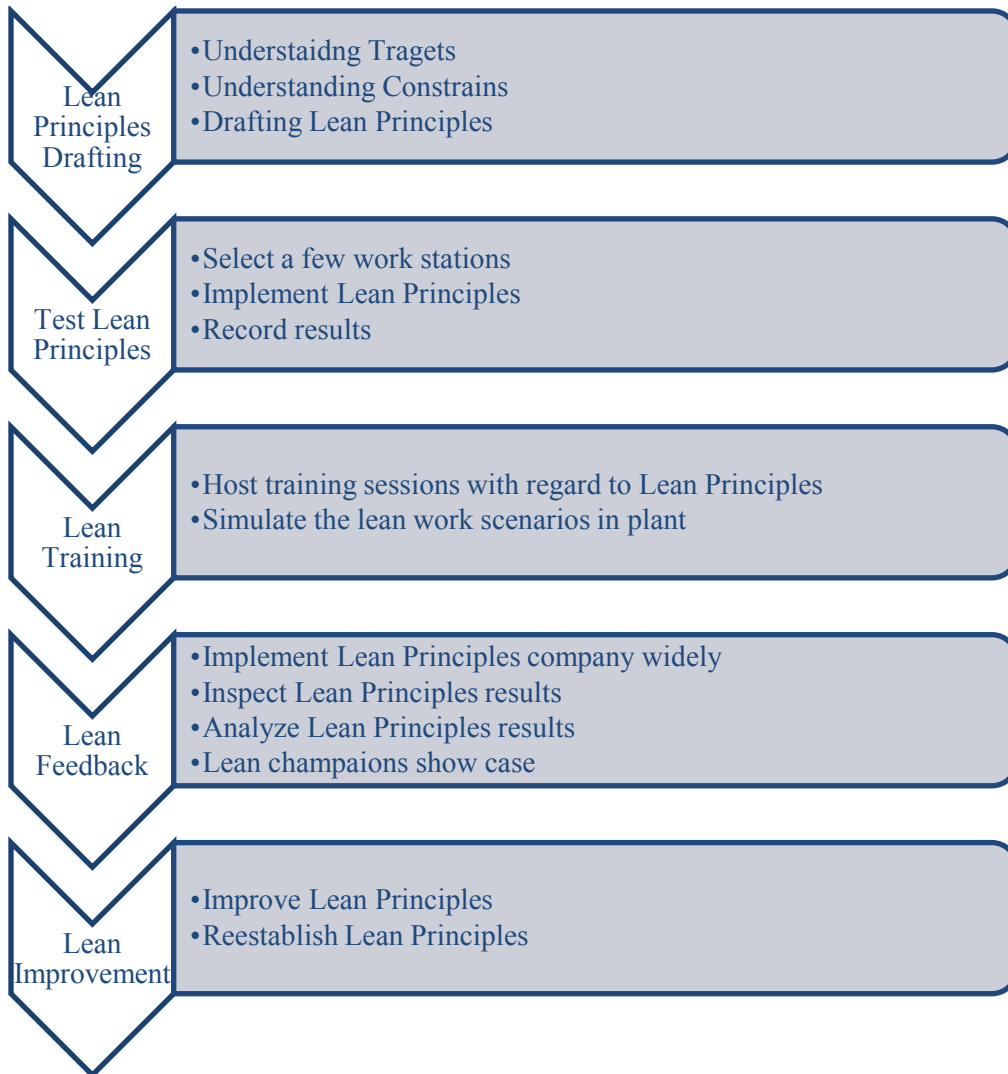 Lean
Principles
Drafting
•Understaidng Tragets
•Understanding Constrains
•Drafting Lean Principles
Test Lean
Principles
•Select a few work stations
•Implement Lean Principles
•Record results
Lean
Training
•Host training sessions with regard to Lean Principles
•Simulate the lean work scenarios in plant
Lean
Feedback
•Implement Lean Principles company widely
•Inspect Lean Principles results
•Analyze Lean Principles results
•Lean champaions show case
Lean
Improvement
•Improve Lean Principles
•Reestablish Lean Principles